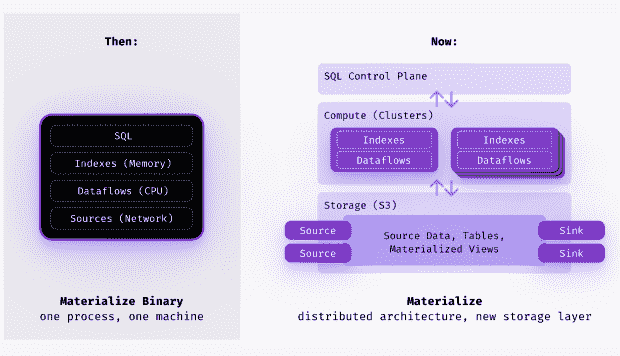 Then:
SQL
Indexes (Memory)
Dataflows (CPU)
Sources (Network)
Materialize Binary
one process, one machine
Now:
SQL Control Plane
Compute (Clusters)
Indexes
Dataflows
Indexes
Dataflows
Storage (S3)
Source
Source
Source Data, Tables,
Materialized Views
Sink
Sink
Materialize
distributed architecture, new storage layer